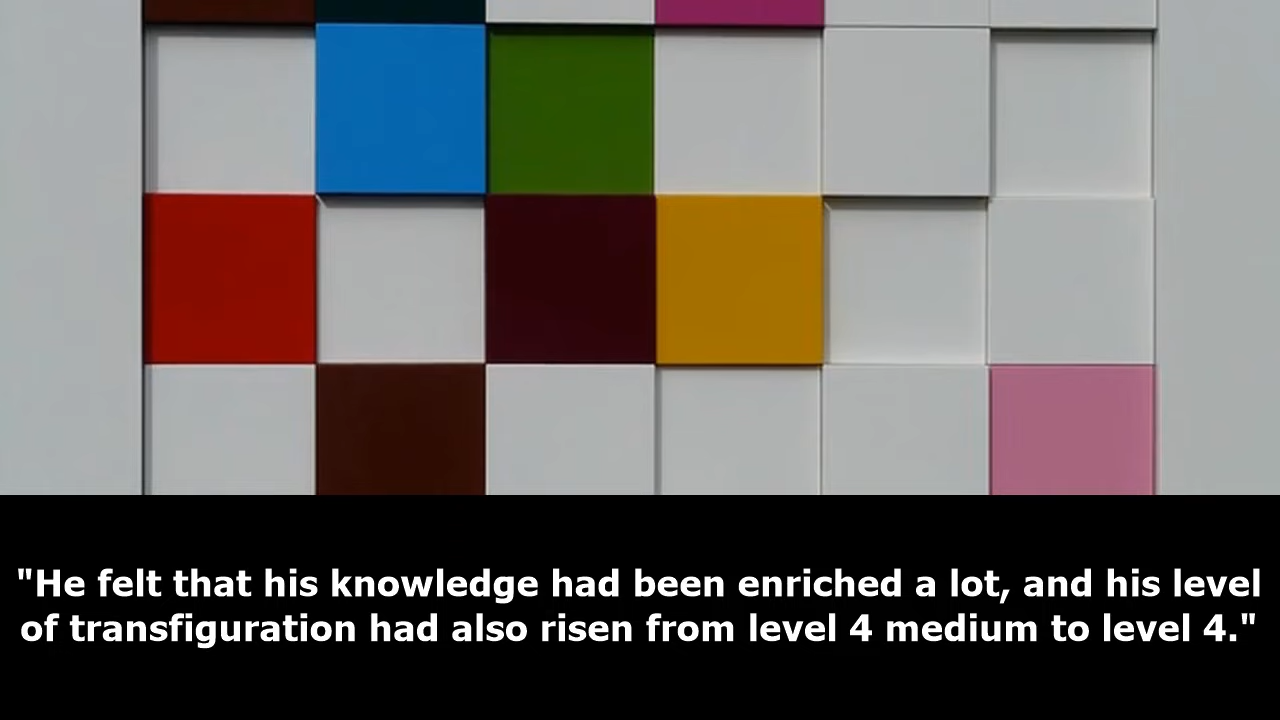 "He felt that his knowledge had been enriched a lot, and his level
of transfiguration had also risen from level 4 medium to level 4."